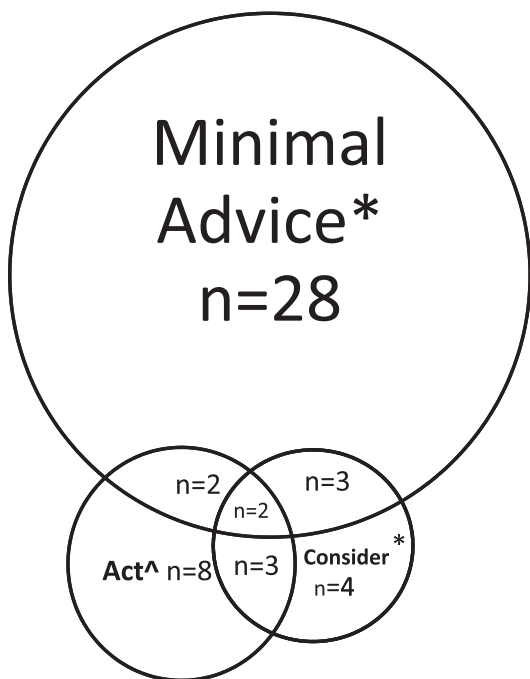 Minimal
Advice*
n=28
n=2
n=3
n=2
Act^ n=8
n=3
Consider*
n=4